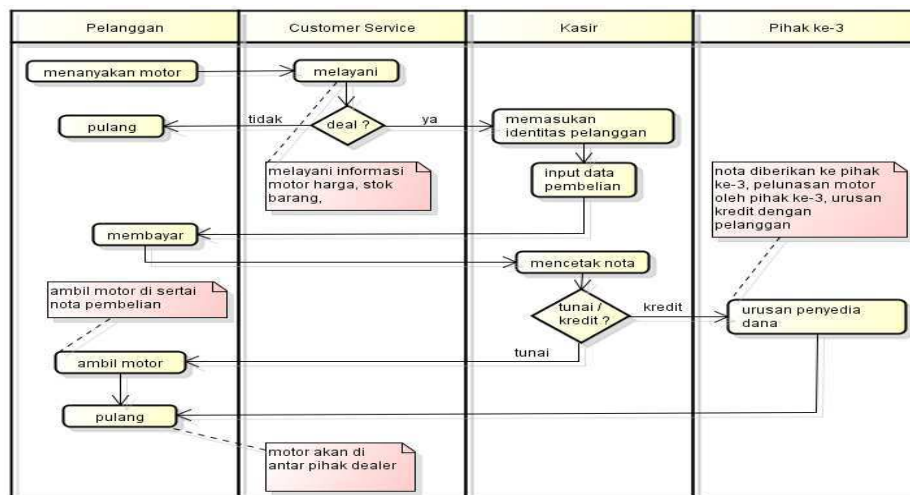 Pelanggan
Customer Service
Kasir
Pihak ke-3
menanyakan motor
melayani
pulang
tidak
deal ?
ya
memasukan
identitas pelanggan
melayani informasi
motor harga, stok
barang,
input data
pembelian
nota diberikan ke pihak
ke-3, pelunasan motor
oleh pihak ke-3, urusan
kredit dengan
pelanggan
membayar
mencetak nota
ambil motor di sertai
nota pembelian
tunai /
kredit ?
kredit
urusan penyedia
dana
tunai
ambil motor
pulang
motor akan di
antar pihak dealer